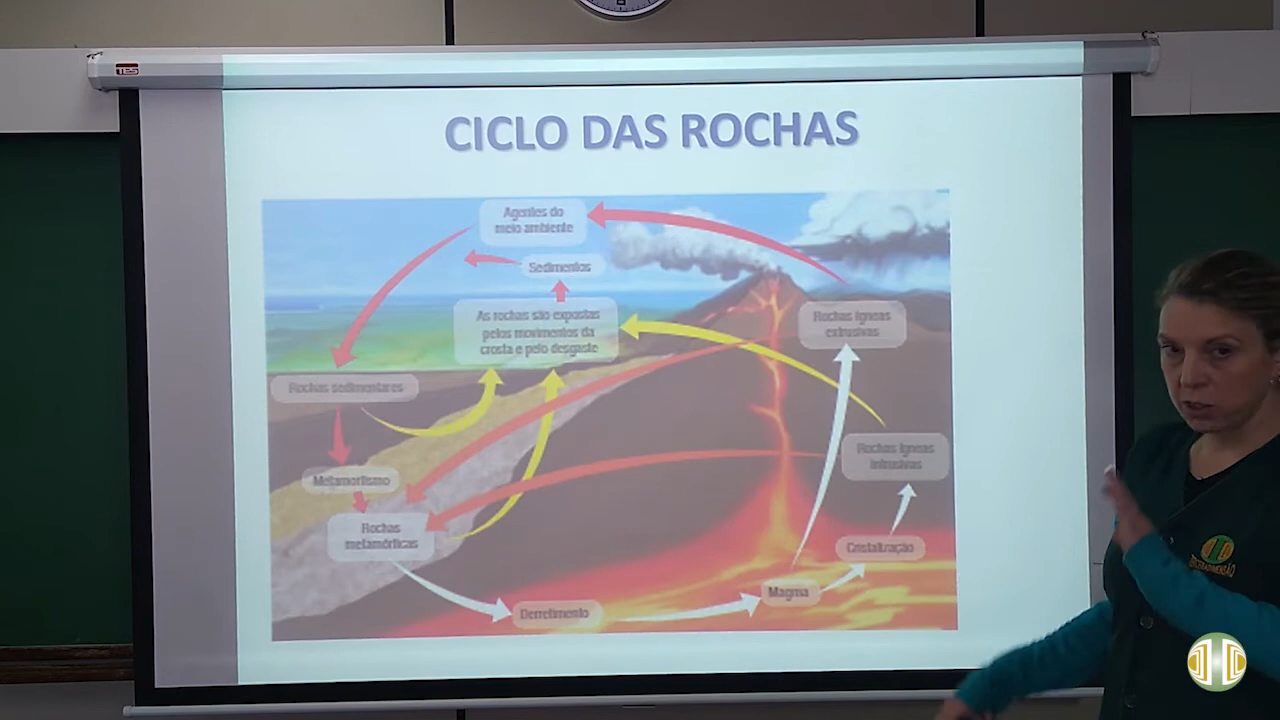 TES
CICLO DAS ROCHAS
Agentes do
meio ambiente
Sedimentos
As rochas são expostas
pelos movimentos da
crosta e pelo desgaste
Rochas ígneas
extrusivas
Rochas sedimentares
Rochas ígneas
intrusivas
Metamorfismo
Rochas
metamórficas
Cristalização
Magma
Derretimento